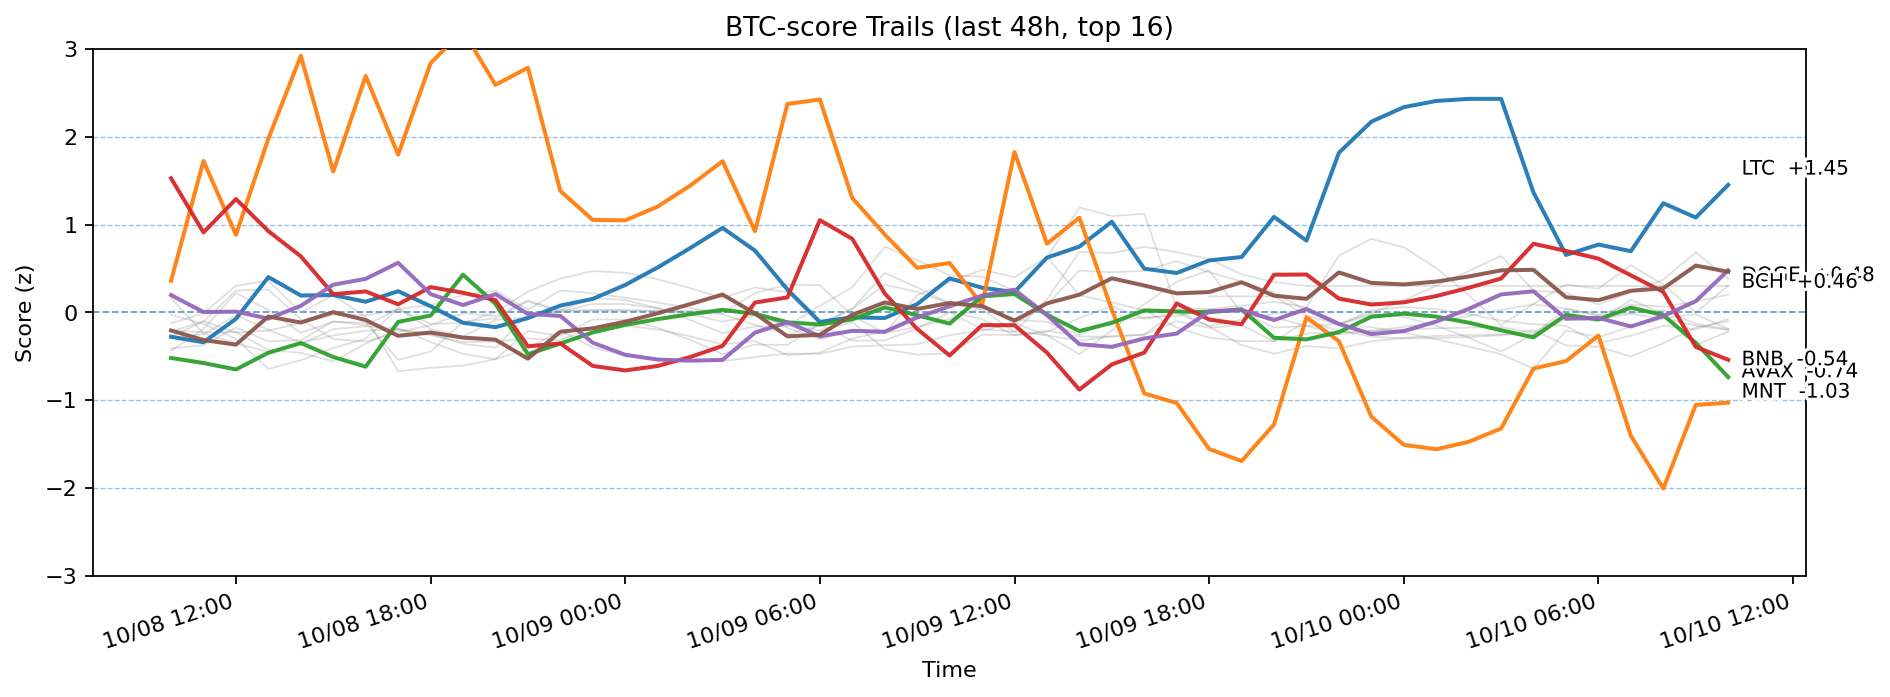 BTC-score Trails (last 48h, top 16)
Score (z)
3
2
1
0
−1
−2
−3
LTC +1.45
BCH +0.46
BNB -0.54
AVAX -0.74
MNT -1.03
10/08 12:00
10/08 18:00
10/09 00:00
10/09 06:00
10/09 12:00
10/09 18:00
10/10 00:00
10/10 06:00
10/10 12:00
Time